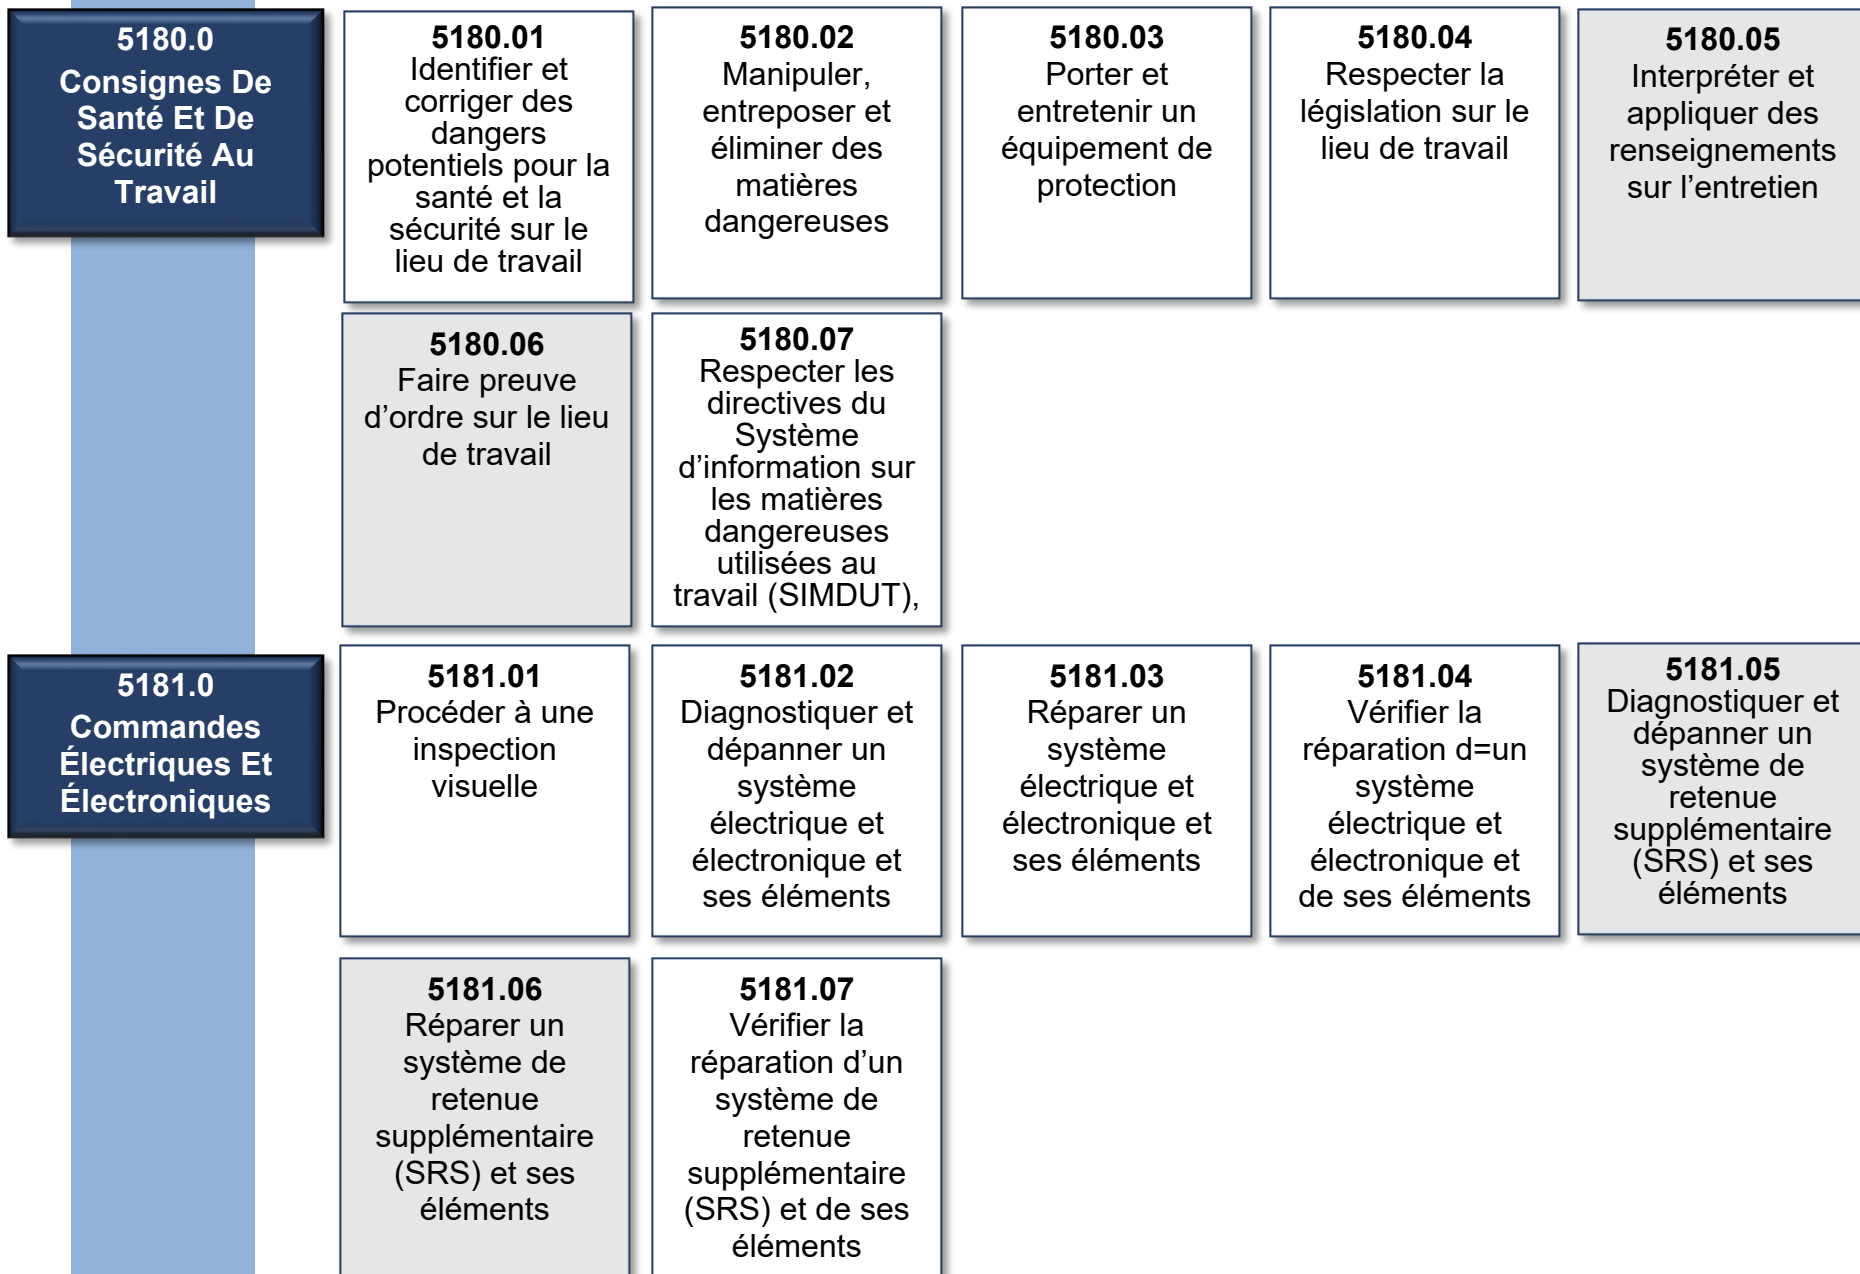 5180.0
Consignes De
Santé Et De
Sécurité Au
Travail
5180.01
Identifier et
corriger des
dangers
potentiels pour la
santé et la
sécurité sur le
lieu de travail
5180.02
Manipuler,
entreposer et
éliminer des
matières
dangereuses
5180.03
Porter et
entretenir un
équipement de
protection
5180.04
Respecter la
législation sur le
lieu de travail
5180.05
Interpréter et
appliquer des
renseignements
sur l’entretien
5180.06
Faire preuve
d’ordre sur le lieu
de travail
5180.07
Respecter les
directives du
Système
d’information sur
les matières
dangereuses
utilisées au
travail (SIMDUT),
5181.0
Commandes
Électriques Et
Électroniques
5181.01
Procéder à une
inspection
visuelle
5181.02
Diagnostiquer et
dépanner un
système
électrique et
électronique et
ses éléments
5181.03
Réparer un
système
électrique et
électronique et
ses éléments
5181.04
Vérifier la
réparation d=un
système
électrique et
électronique et
de ses éléments
5181.05
Diagnostiquer et
dépanner un
système de
retenue
supplémentaire
(SRS) et ses
éléments
5181.06
Réparer un
système de
retenue
supplémentaire
(SRS) et ses
éléments
5181.07
Vérifier la
réparation d’un
système de
retenue
supplémentaire
(SRS) et de ses
éléments